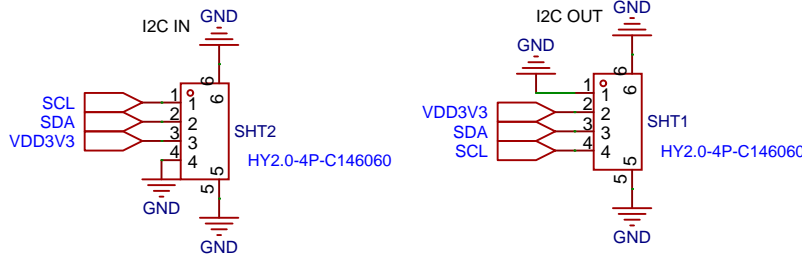 GND
I2C IN
6
6
SCL
1
1
SDA
2
2
VDD3V3
3
3
4
4
SHT2
HY2.0-4P-C146060
GND
5
5
GND
GND
I2C OUT
GND
6
6
1
1
VDD3V3
2
2
SDA
3
3
SCL
4
4
SHT1
HY2.0-4P-C146060
5
5
GND